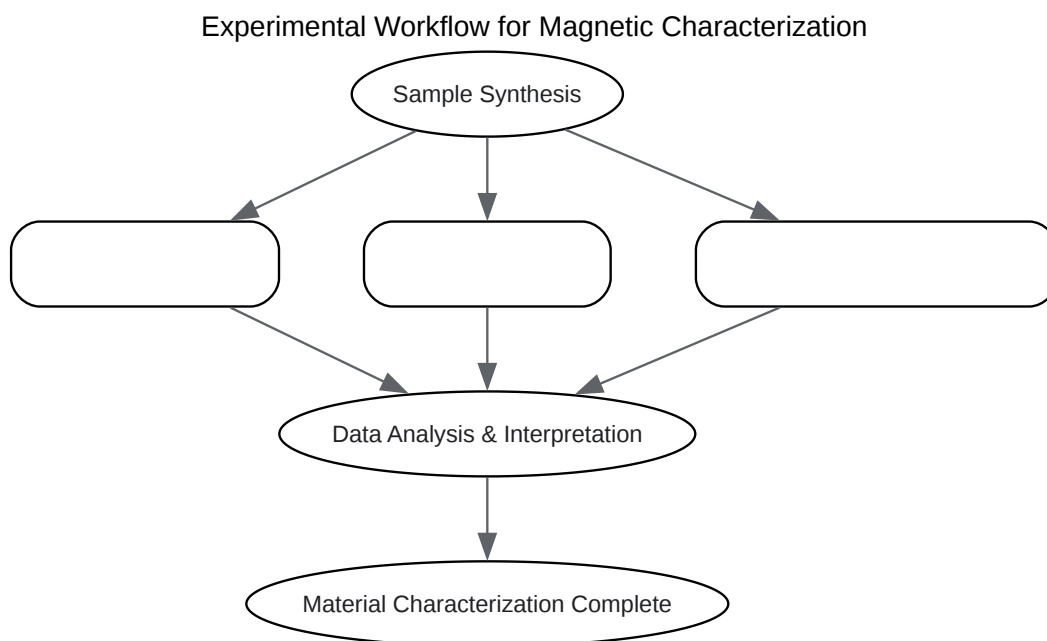 Experimental Workflow for Magnetic Characterization
Sample Synthesis
Data Analysis & Interpretation
Material Characterization Complete